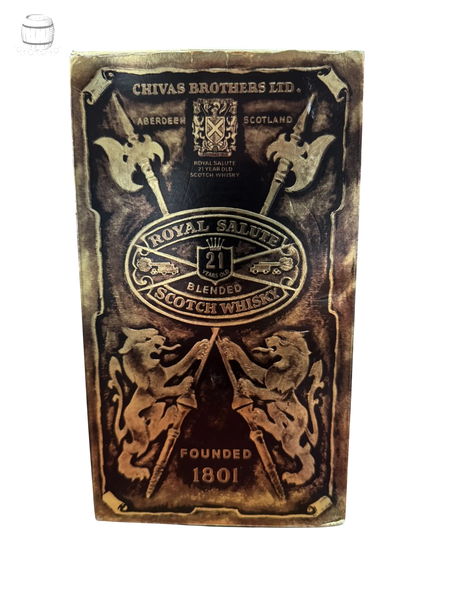 CHIVAS BROTHERS LTD.
ABERDEEN SCOTLAND
ROYAL SALUTE
21 YEAR OLD
SCOTCH WHISKY
ROYAL SALUTE
21
YEARS OLD
BLENDED
SCOTCH WHISKY
FOUNDED
1801